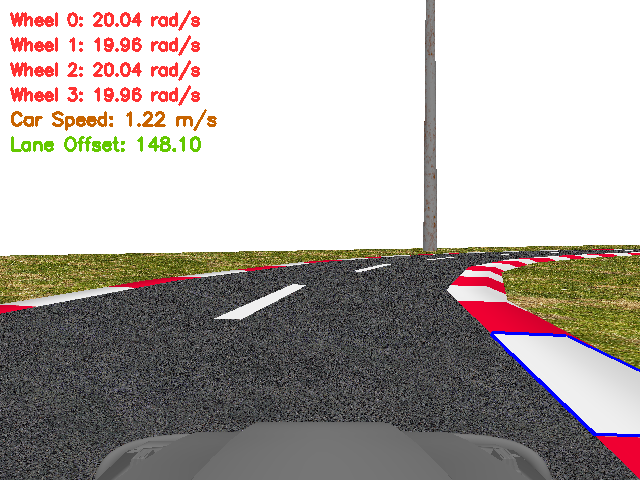 Wheel 0: 20.04 rad/s
Wheel 1: 19.96 rad/s
Wheel 2: 20.04 rad/s
Wheel 3: 19.96 rad/s
Car Speed: 1.22 m/s
Lane Offset: 148.10